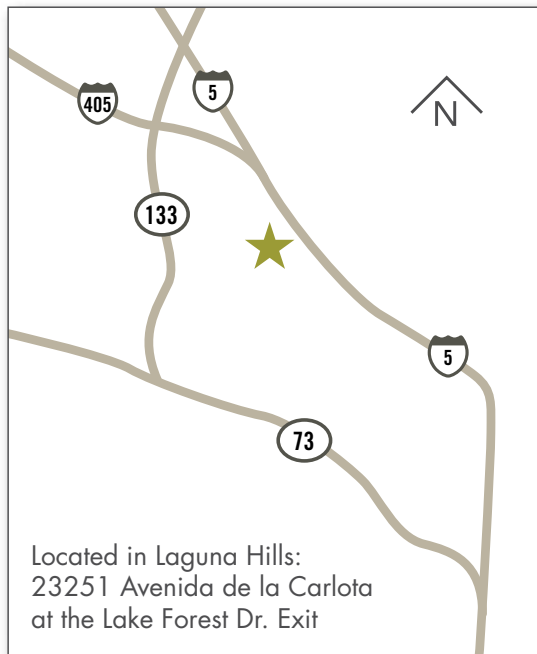 5
405
N
133
5
73
Located in Laguna Hills:
23251 Avenida de la Carlota
at the Lake Forest Dr. Exit